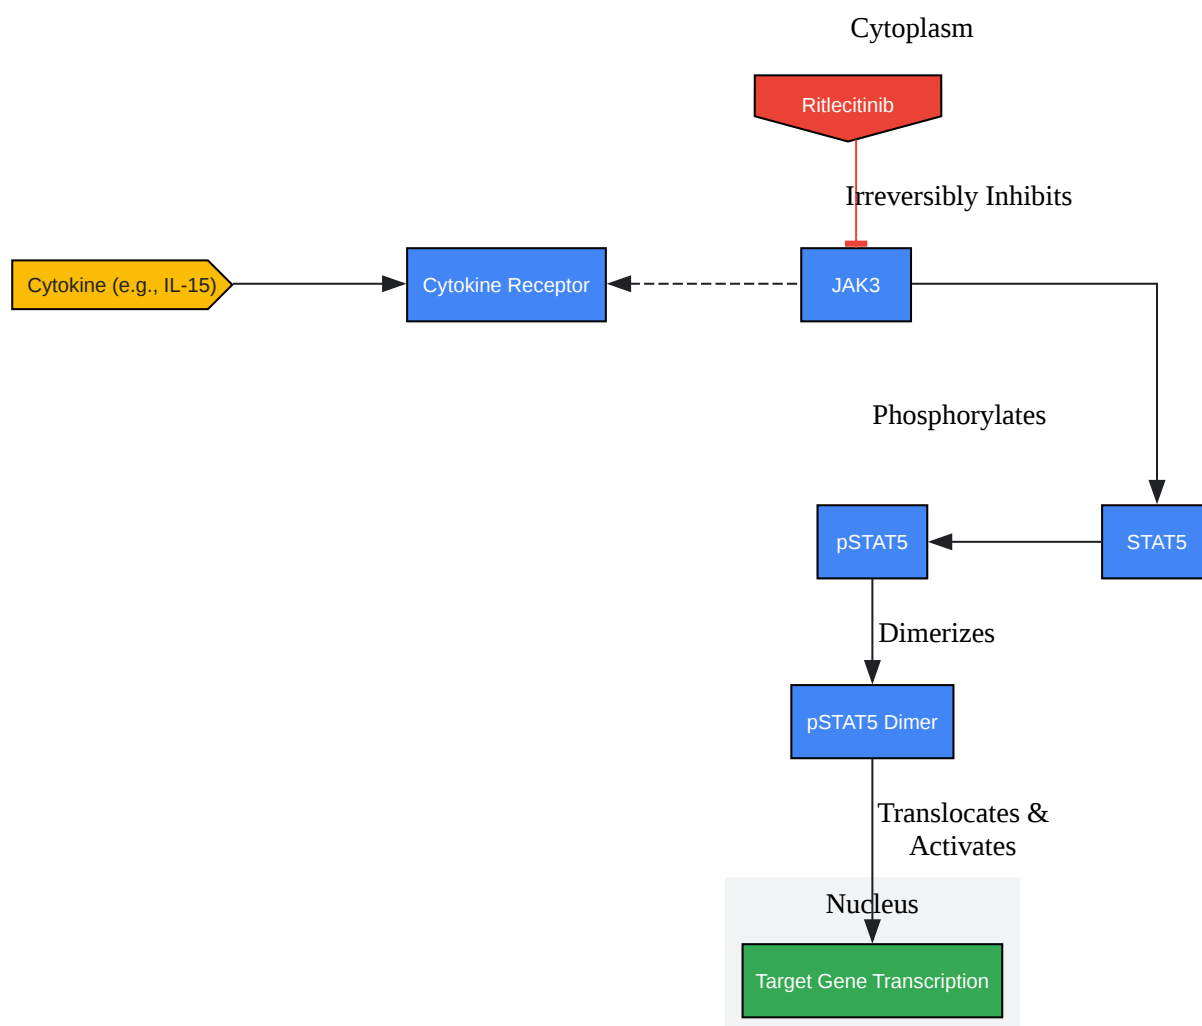 Cytoplasm
Ritlecitinib
Irreversibly Inhibits
Cytokine (e.g., IL-15)
Cytokine Receptor
JAK3
Phosphorylates
pSTAT5
STAT5
Dimerizes
pSTAT5 Dimer
Translocates &
Activates
Nucleus
Target Gene Transcription